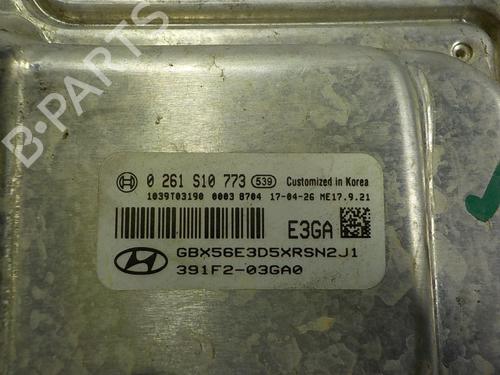 B-PARTS
0 261 S10 773 539 Customized in Korea
1039T03190 0003 8704 17-04-26 ME17.9.21
E3GA
GBX56E3D5XRSN2J1
391F2-03GA0